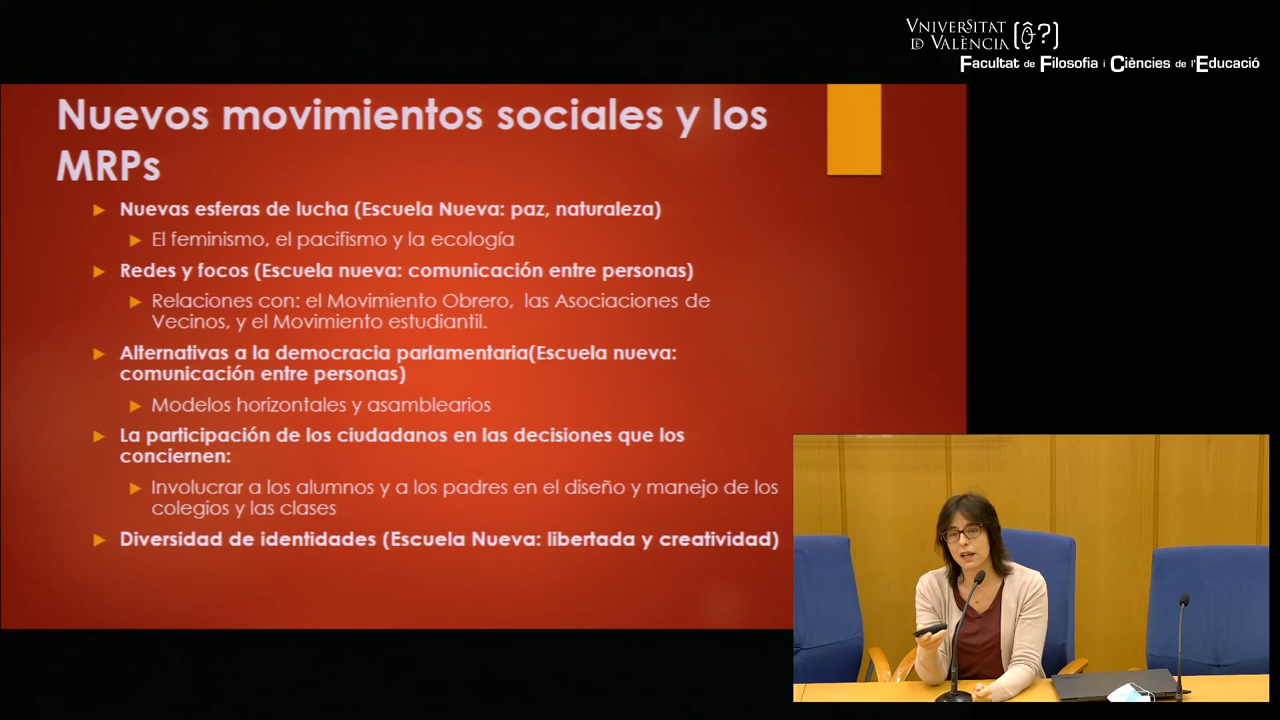 VNIVERSITAT
DE VALÈNCIA
Facultat de Filosofia i Ciències de l'Educació
Nuevos movimientos sociales y los
MRPs
Nuevas esferas de lucha (Escuela Nueva: paz, naturaleza)
El feminismo, el pacifismo y la ecología
Redes y focos (Escuela nueva: comunicación entre personas)
Relaciones con: el Movimiento Obrero, las Asociaciones de
Vecinos, y el Movimiento estudiantil.
Alternativas a la democracia parlamentaria(Escuela nueva:
comunicación entre personas)
Modelos horizontales y asamblearios
La participación de los ciudadanos en las decisiones que los
conciernen:
Involucrar a los alumnos y a los padres en el diseño y manejo de los
colegios y las clases
Diversidad de identidades (Escuela Nueva: libertada y creatividad)